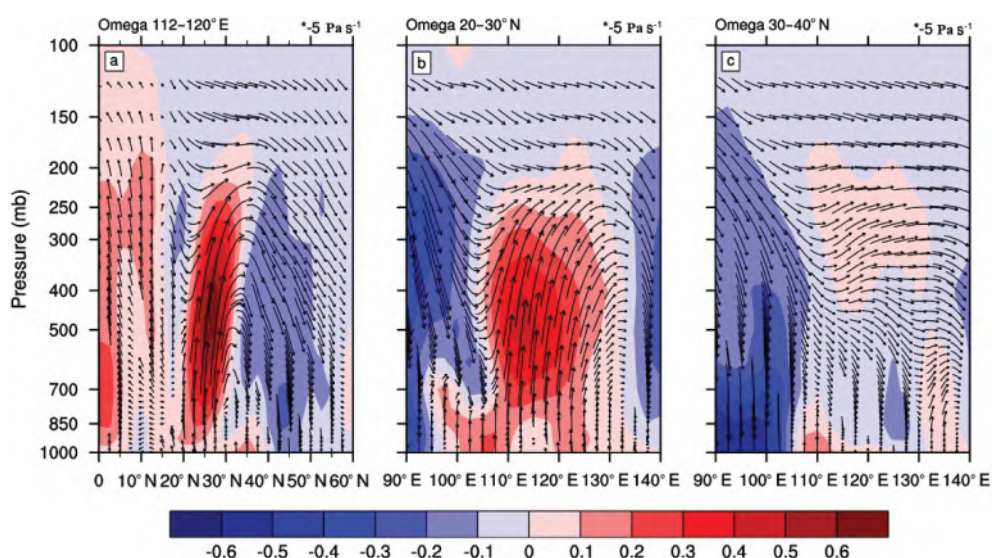 Omega 112–120° E *-5 Pa s⁻¹ Omega 20–30° N *-5 Pa s⁻¹ Omega 30–40° N *-5 Pa s⁻¹
a b c
Pressure (mb)
100
150
200
250
300
400
500
700
850
1000
0 10° N 20 N 30° N 40 N 50° N 60° N 90° E 100° E 110° E 120° E 130° E 140° E 90° E 100° E 110° E 120° E 130° E 140° E
-0.6 -0.5 -0.4 -0.3 -0.2 -0.1 0 0.1 0.2 0.3 0.4 0.5 0.6